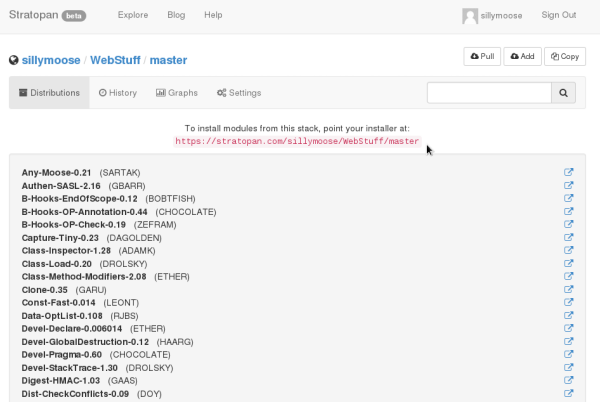 Stratopan beta Explore Blog Help sillymoose Sign Out
sillymoose / WebStuff / master Pull Add Copy
Distributions History Graphs Settings
To install modules from this stack, point your installer at:
https://stratopan.com/sillymoose/WebStuff/master
Any-Moose-0.21 (SARTAK)
Authen-SASL-2.16 (GBARR)
B-Hooks-EndOfScope-0.12 (BOBTFISH)
B-Hooks-OP-Annotation-0.44 (CHOCOLATE)
B-Hooks-OP-Check-0.19 (ZEFRAM)
Capture-Tiny-0.23 (DAGOLDEN)
Class-Inspector-1.28 (ADAMK)
Class-Load-0.20 (DROLSKY)
Class-Method-Modifiers-2.08 (ETHER)
Clone-0.35 (GARU)
Const-Fast-0.014 (LEONT)
Data-OptList-0.108 (RJBS)
Devel-Declare-0.006014 (ETHER)
Devel-GlobalDestruction-0.12 (HAARG)
Devel-Pragma-0.60 (CHOCOLATE)
Devel-StackTrace-1.30 (DROLSKY)
Digest-HMAC-1.03 (GAAS)
Dist-CheckConflicts-0.09 (DOY)